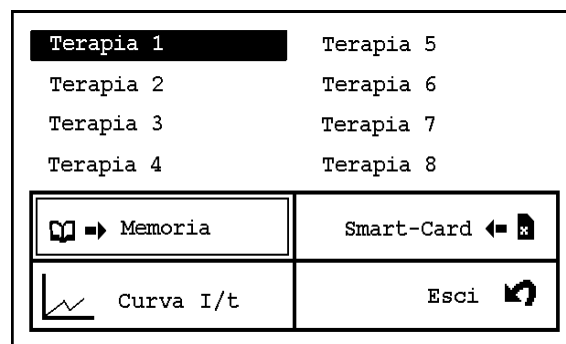 Terapia 1
Terapia 2
Terapia 3
Terapia 4
Terapia 5
Terapia 6
Terapia 7
Terapia 8
Memoria
Smart-Card
Curva I/t
Esci